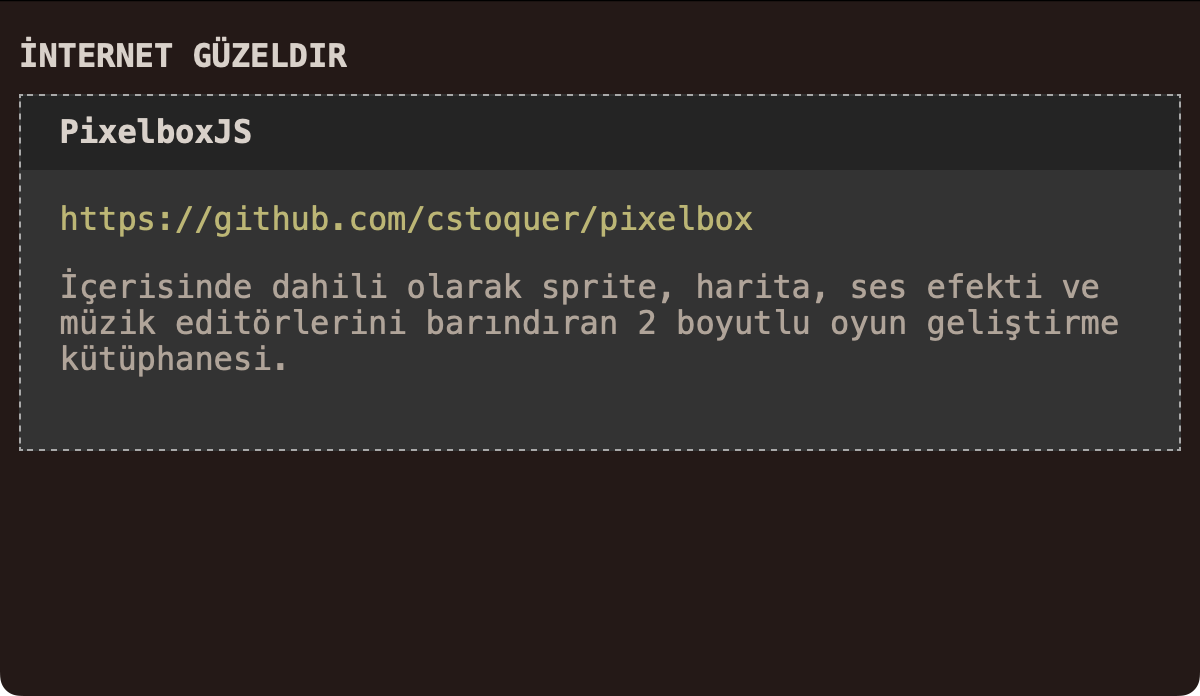 İNTERNET GÜZELDIR
PixelboxJS
https://github.com/cstoquer/pixelbox
İçerisinde dahili olarak sprite, harita, ses efekti ve
müzik editörlerini barındıran 2 boyutlu oyun geliştirme
kütüphanesi.